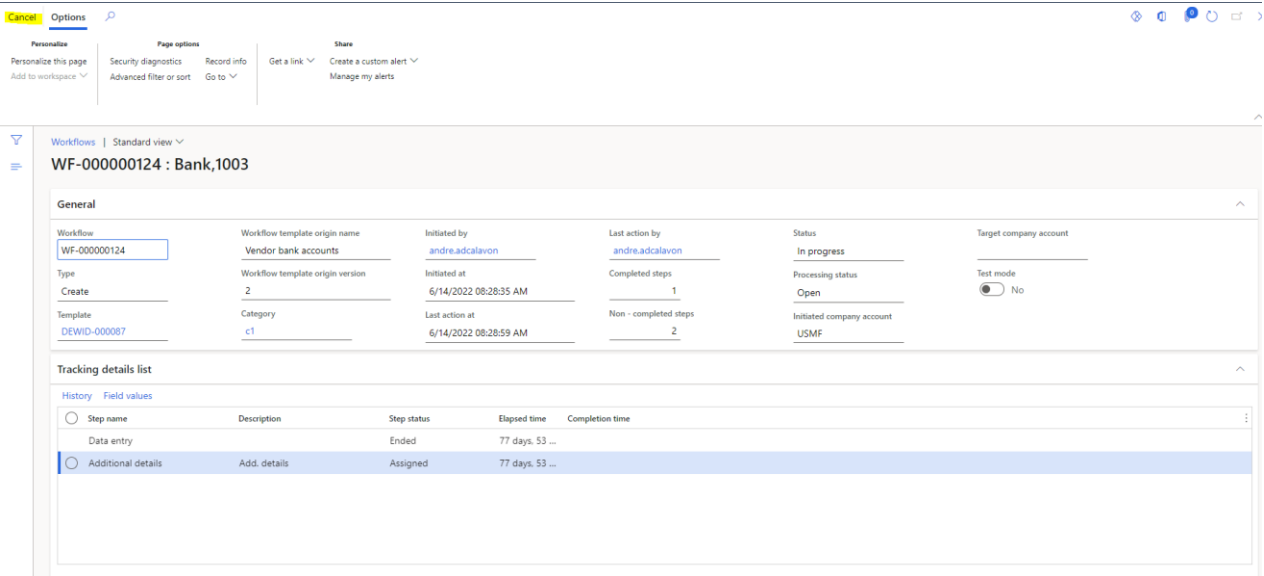 Cancel Options
0
Personalize Page options Share
Personalize this page Security diagnostics Record info Get a link Create a custom alert
Add to workspace Advanced filter or sort Go to Manage my alerts
Workflows | Standard view
WF-000000124 : Bank,1003
General
Workflow Workflow template origin name Initiated by Last action by Status Target company account
WF-000000124 Vendor bank accounts andre.adcalavon andre.adcalavon In progress
Type Workflow template origin version Initiated at Completed steps Processing status Test mode
Create 2 6/14/2022 08:28:35 AM 1 Open No
Template Category Last action at Non - completed steps Initiated company account
DEWID-000087 c1 6/14/2022 08:28:59 AM 2 USMF
Tracking details list
History Field values
Step name Description Step status Elapsed time Completion time
Data entry Ended 77 days, 53 ...
Additional details Add. details Assigned 77 days, 53 ...